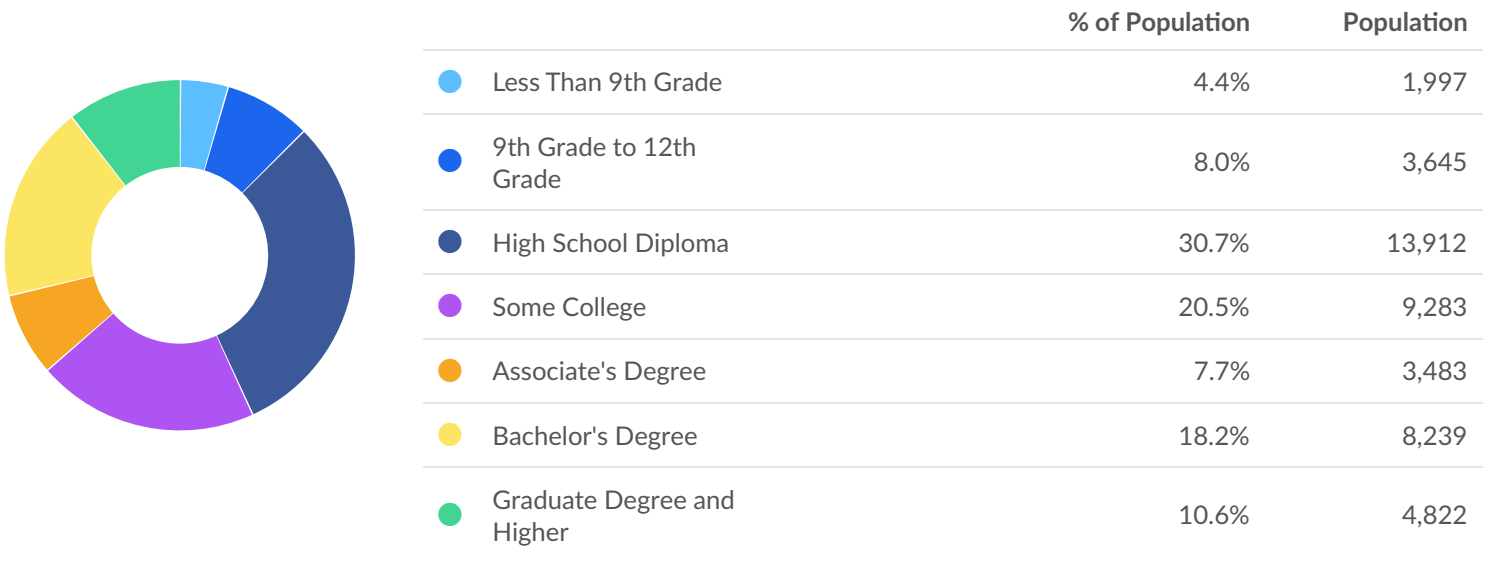 % of Population Population
Less Than 9th Grade 4.4% 1,997
9th Grade to 12th
Grade 8.0% 3,645
High School Diploma 30.7% 13,912
Some College 20.5% 9,283
Associate's Degree 7.7% 3,483
Bachelor's Degree 18.2% 8,239
Graduate Degree and
Higher 10.6% 4,822